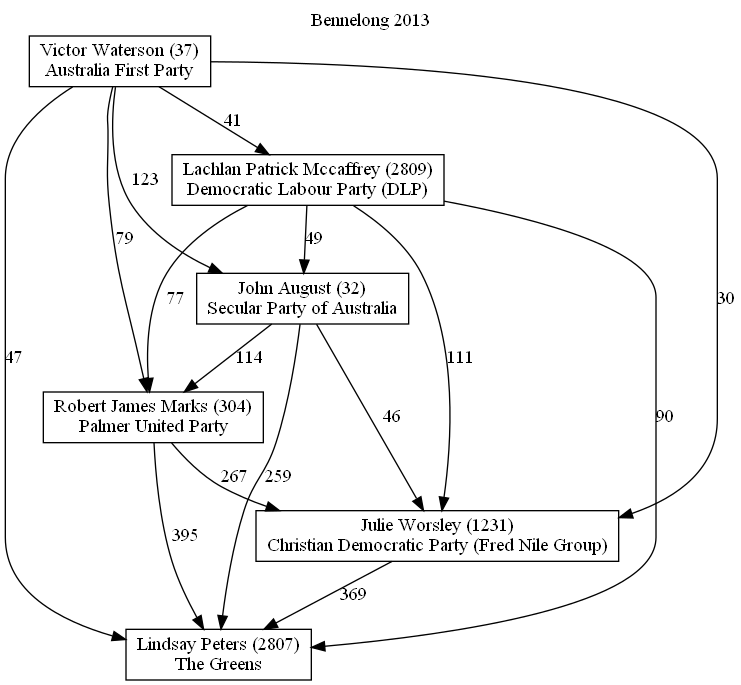 Bennelong 2013
Victor Waterson (37)
Australia First Party
41
Lachlan Patrick Mccaffrey (2809)
Democratic Labour Party (DLP)
123
79
49
77
John August (32)
Secular Party of Australia
30
47
114
111
90
Robert James Marks (304)
Palmer United Party
46
267
259
395
Julie Worsley (1231)
Christian Democratic Party (Fred Nile Group)
369
Lindsay Peters (2807)
The Greens